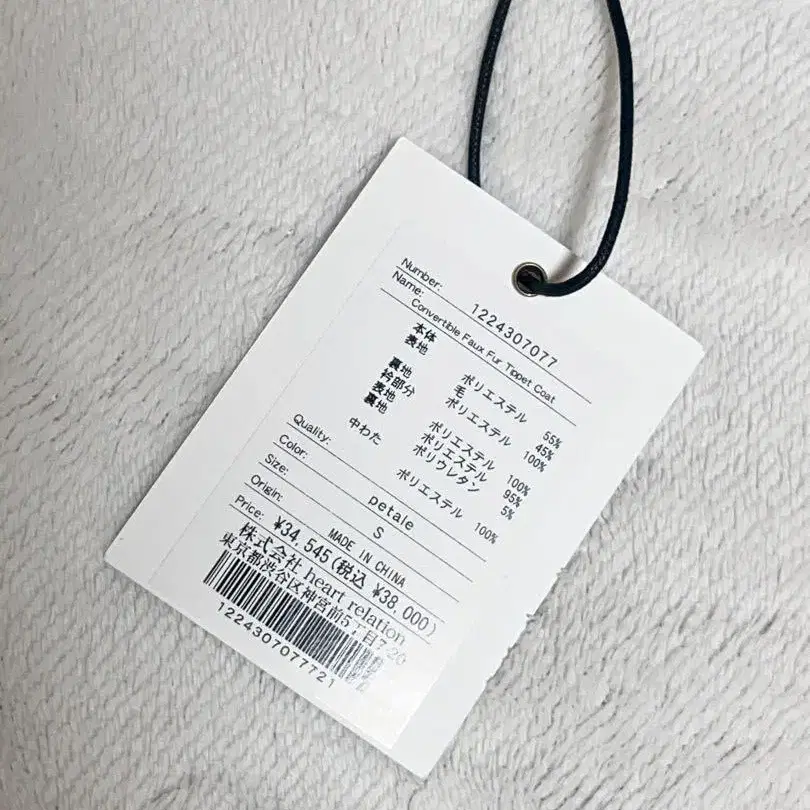 Number: 1224307077
Name:
Convertible Faux Fur Tippet Coat
本体
表地 ポリエステル 55%
毛 45%
裏地 ポリエステル 100%
衿部分
表地 ポリエステル 100%
裏地 ポリエステル 95%
ポリウレタン 5%
中わた ポリエステル 100%
Quality:
Color: petale
Size: S
Origin: MADE IN CHINA
Price: ¥34,545(税込 ¥38,000)
株式会社 heart relation
東京都渋谷区神宮前5丁目7-20
1224307077721